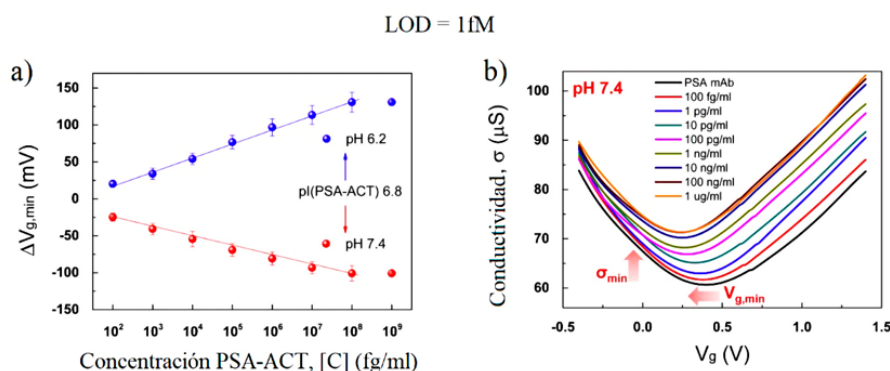 LOD = 1fM
a)
ΔVg,min (mV)
150
100
50
0
-50
-100
-150
pH 6.2
pI(PSA-ACT) 6.8
pH 7.4
10² 10³ 10⁴ 10⁵ 10⁶ 10⁷ 10⁸ 10⁹
Concentración PSA-ACT, [C] (fg/ml)
b)
Conductividad, σ (µS)
100
90
80
70
60
pH 7.4
PSA mAb
100 fg/ml
1 pg/ml
10 pg/ml
100 pg/ml
1 ng/ml
10 ng/ml
100 ng/ml
1 ug/ml
σmin
Vg,min
-0.5 0.0 0.5 1.0 1.5
Vg (V)